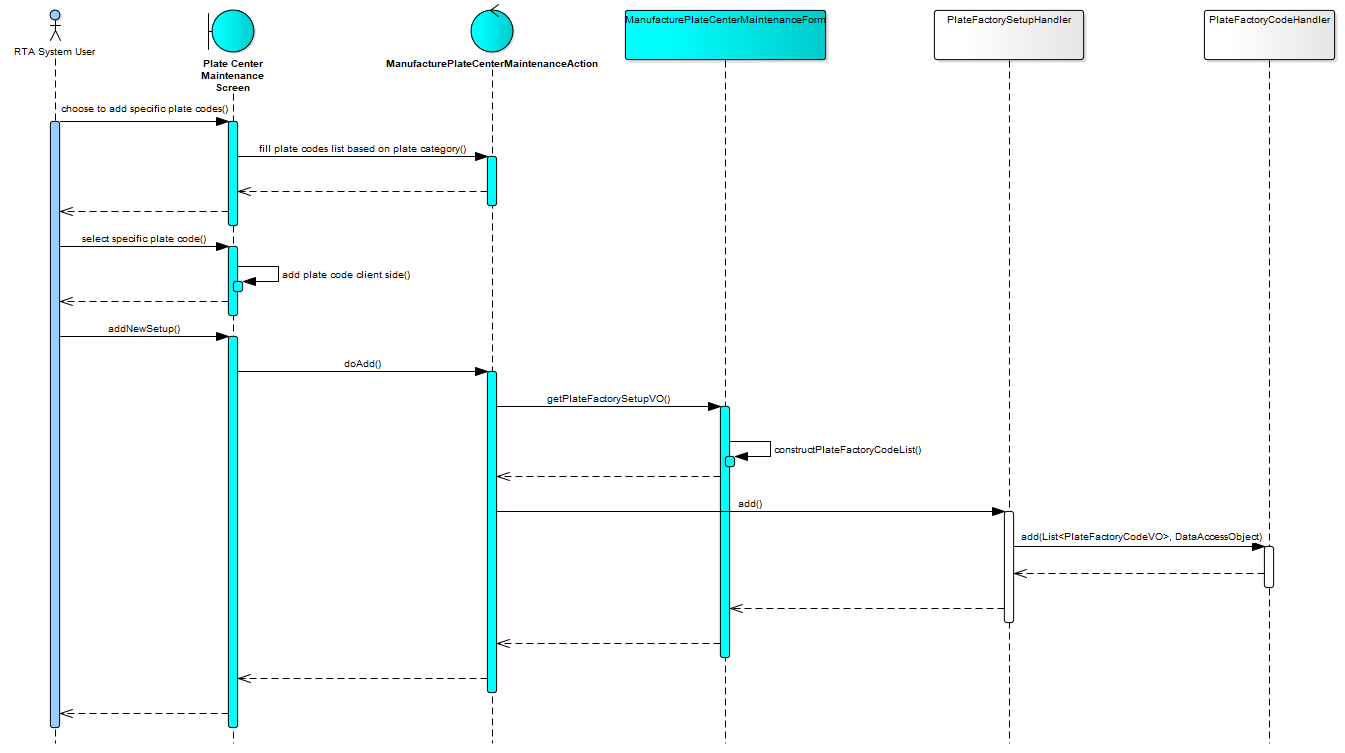 RTA System User
Plate Center
Maintenance
Screen
ManufacturePlateCenterMaintenanceAction
ManufacturePlateCenterMaintenanceForm
PlateFactorySetupHandler
PlateFactoryCodeHandler
choose to add specific plate codes()
fill plate codes list based on plate category()
select specific plate code()
add plate code client side()
addNewSetup()
doAdd()
getPlateFactorySetupVO()
constructPlateFactoryCodeList()
add()
add(List<PlateFactoryCodeVO>, DataAccessObject)